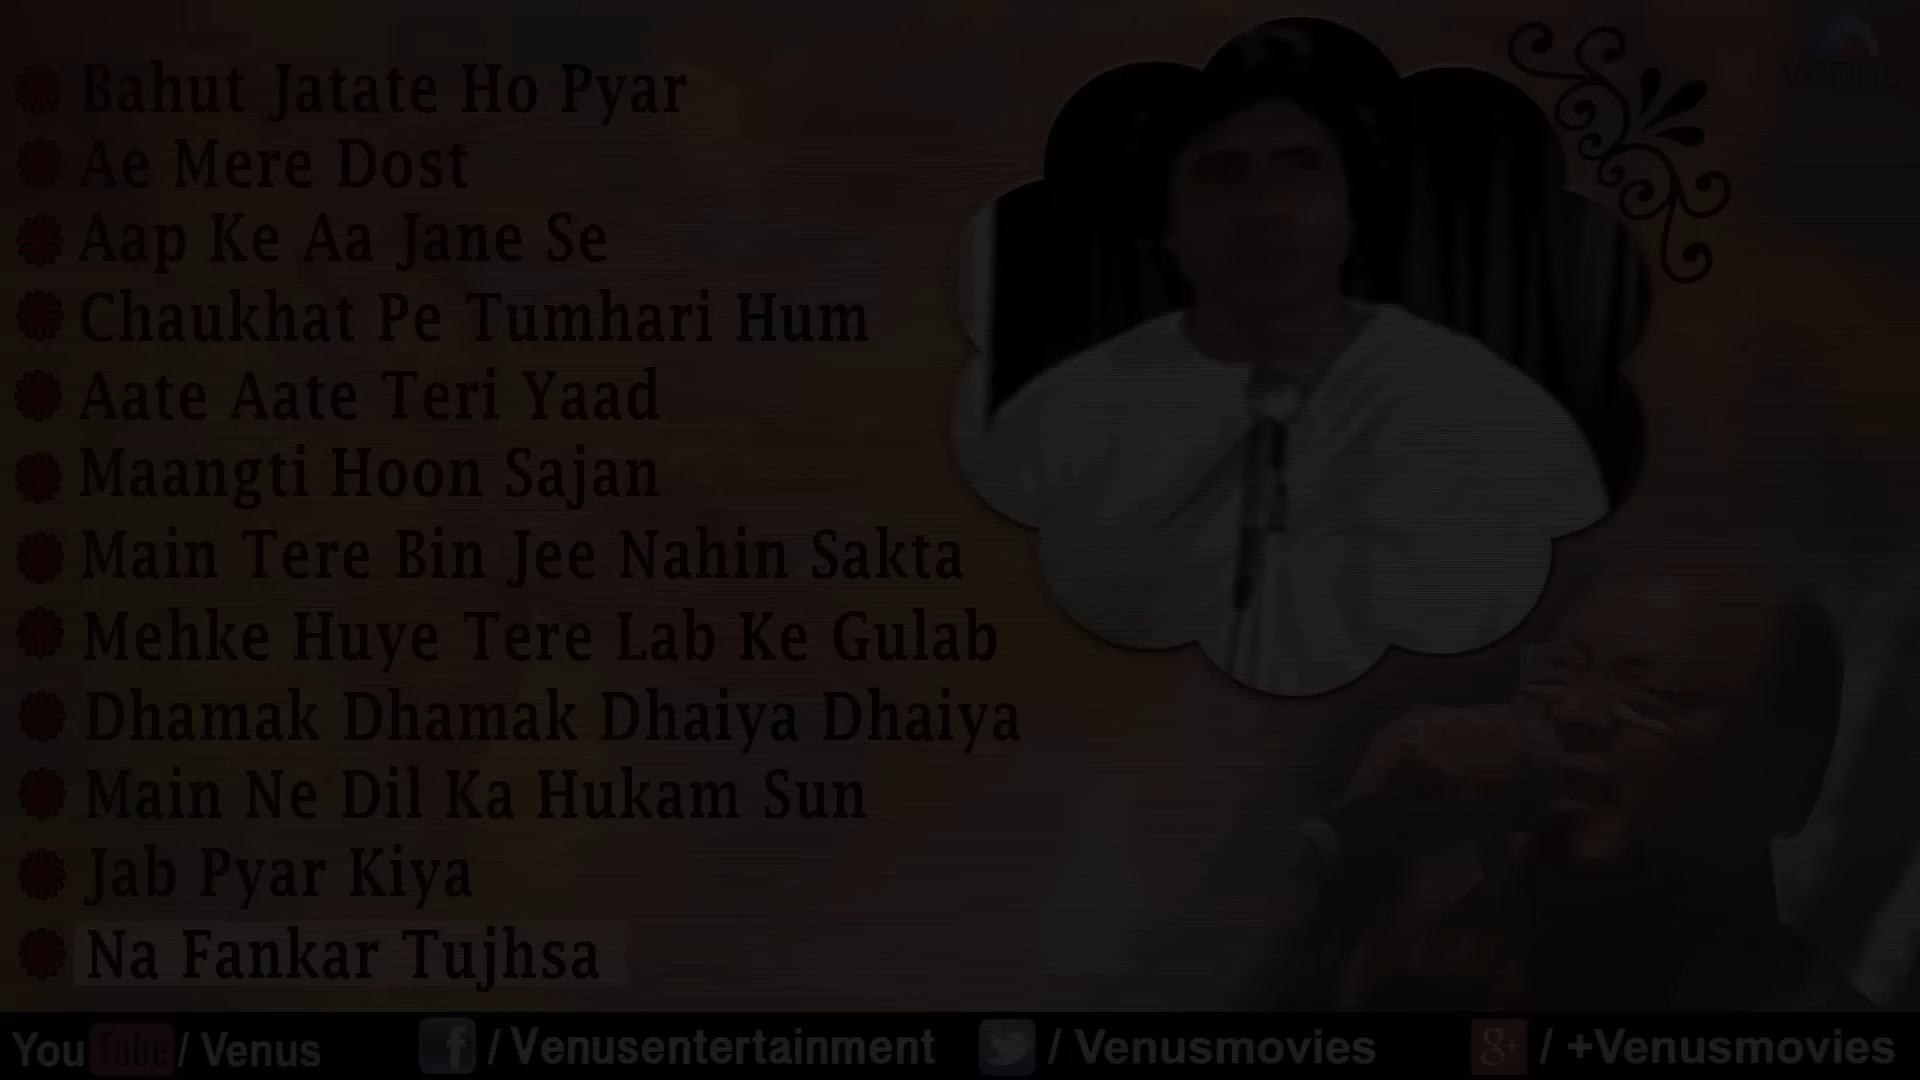 Bahut Jatate Ho Pyar
Ae Mere Dost
Aap Ke Aa Jane Se
Chaukhat Pe Tumhari Hum
Aate Aate Teri Yaad
Maangti Hoon Sajan
Main Tere Bin Jee Nahin Sakta
Mehke Huye Tere Lab Ke Gulab
Dhamak Dhamak Dhaiya Dhaiya
Main Ne Dil Ka Hukam Sun
Jab Pyar Kiya
Na Fankar Tujhsa
venus
YouTube / Venus
f / Venusentertainment
/ Venusmovies
g+ / +Venusmovies